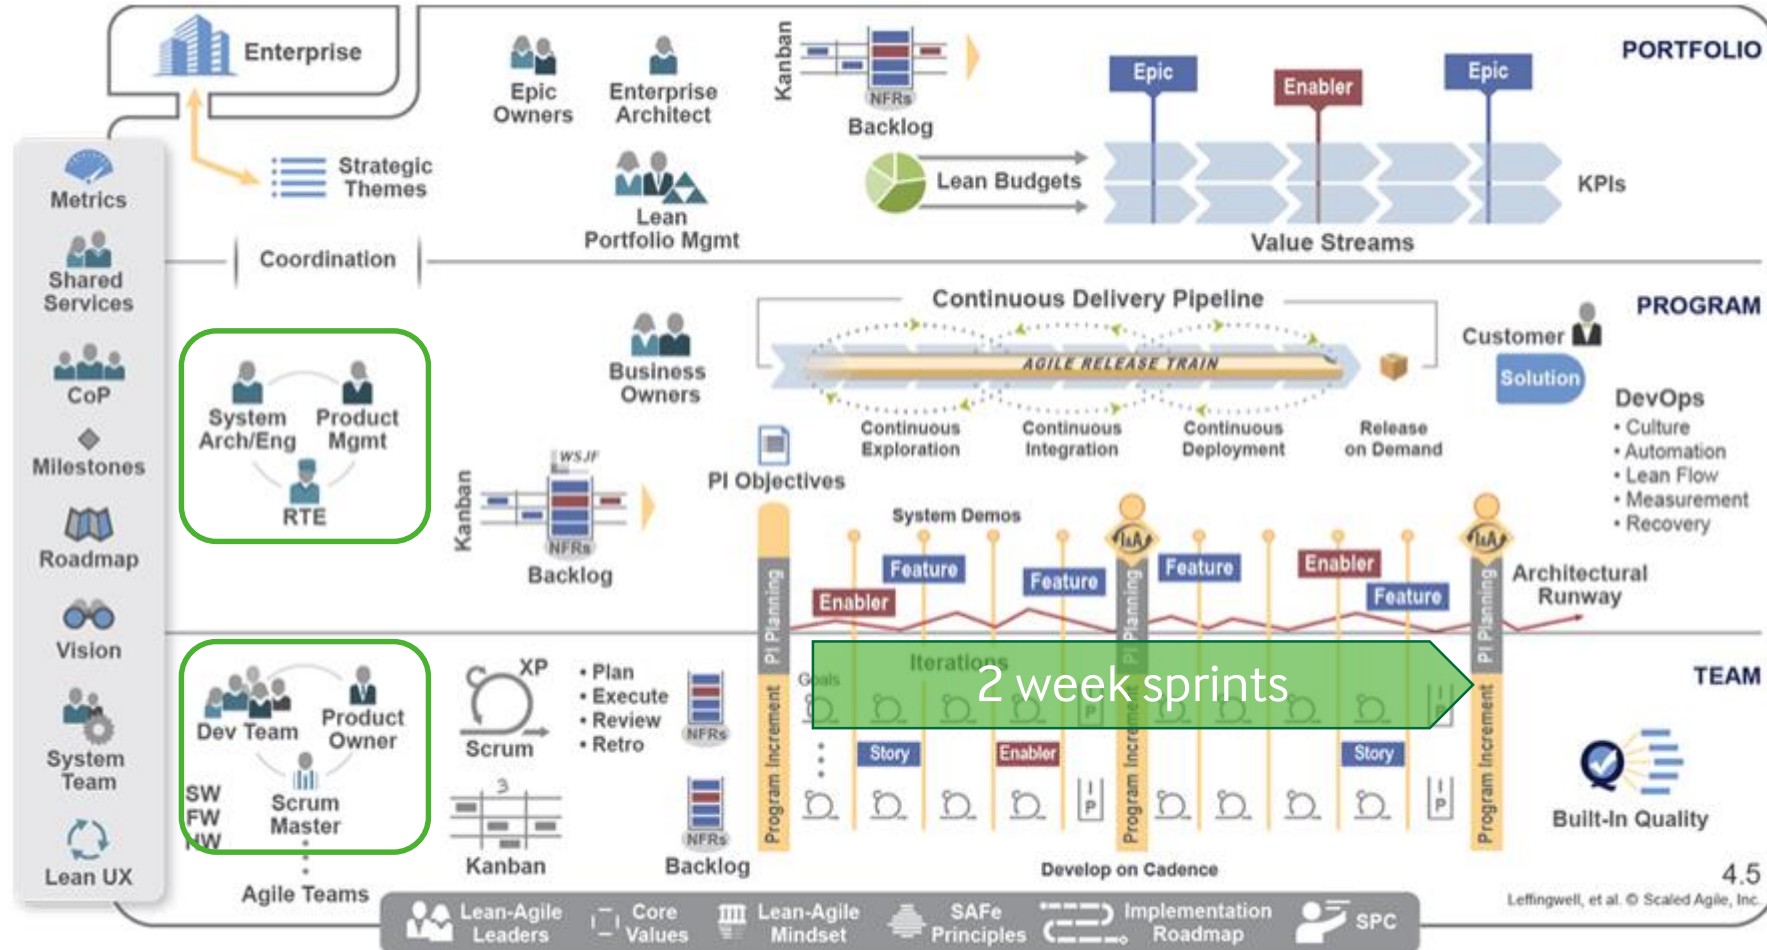 Enterprise
Epic
Owners
Enterprise
Architect
Kanban
NFRs
Backlog
Epic
Enabler
Epic
PORTFOLIO
Strategic
Themes
Lean
Portfolio Mgmt
Lean Budgets
KPIs
Value Streams
Metrics
Shared
Services
CoP
Milestones
Roadmap
Vision
System
Team
Lean UX
Coordination
PROGRAM
System
Arch/Eng
Product
Mgmt
RTE
Business
Owners
Continuous Delivery Pipeline
AGILE RELEASE TRAIN
Continuous
Exploration
Continuous
Integration
Continuous
Deployment
Release
on Demand
Customer
Solution
DevOps
• Culture
• Automation
• Lean Flow
• Measurement
• Recovery
Kanban
WSJF
NFRs
Backlog
PI Objectives
System Demos
I&A
I&A
PI Planning
PI Planning
PI Planning
Enabler
Feature
Feature
Feature
Enabler
Feature
Architectural
Runway
TEAM
Dev Team
Product
Owner
Scrum
Master
SW
FW
HW
Agile Teams
XP
Scrum
• Plan
• Execute
• Review
• Retro
3
Kanban
NFRs
NFRs
Backlog
Program Increment
Program Increment
Program Increment
Iterations
Goals
2 week sprints
I
P
I
P
Story
Enabler
Story
I
P
I
P
Develop on Cadence
Built-In Quality
4.5
Leffingwell, et al. © Scaled Agile, Inc.
Lean-Agile
Leaders
Core
Values
Lean-Agile
Mindset
SAFe
Principles
Implementation
Roadmap
SPC